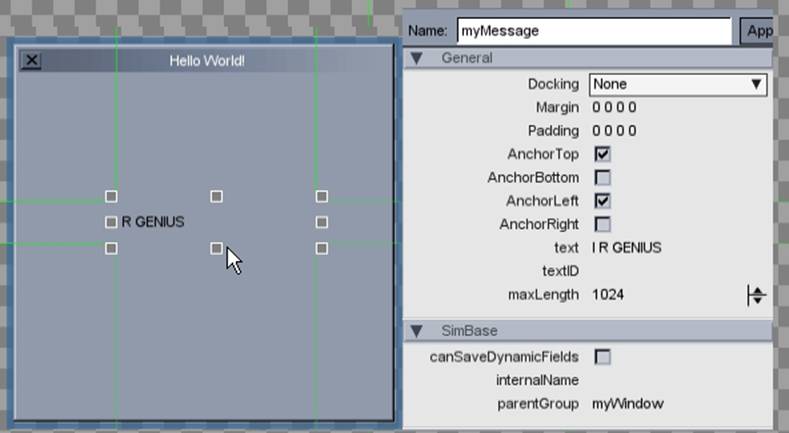 Hello World!
R GENIUS
Name: myMessage App
General
Docking None
Margin 0 0 0 0
Padding 0 0 0 0
AnchorTop
AnchorBottom
AnchorLeft
AnchorRight
text I R GENIUS
textID
maxLength 1024
SimBase
canSaveDynamicFields
internalName
parentGroup myWindow